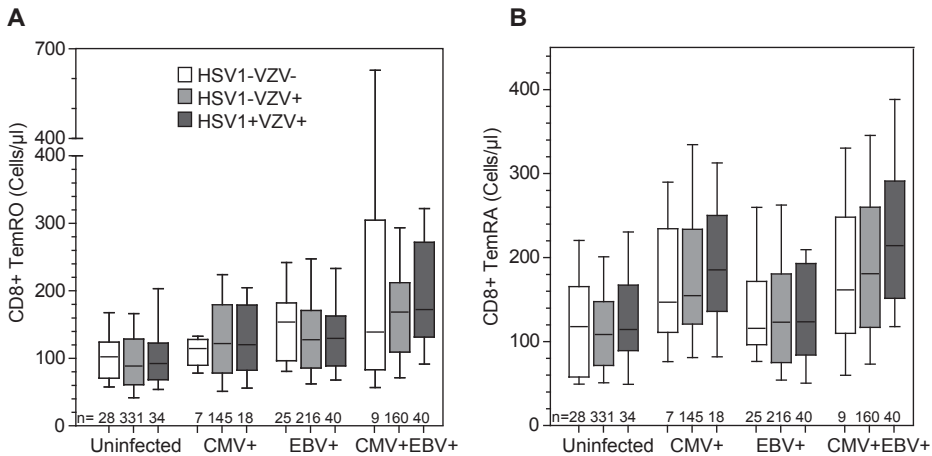 A
CD8+ TemRO (Cells/µl)
700
400
400
300
200
100
0
HSV1-VZV-
HSV1-VZV+
HSV1+VZV+
n= 28 331 34 7 145 18 25 216 40 9 160 40
Uninfected CMV+ EBV+ CMV+EBV+
B
CD8+ TemRA (Cells/µl)
400
300
200
100
0
n=28 331 34 7 145 18 25 216 40 9 160 40
Uninfected CMV+ EBV+ CMV+EBV+